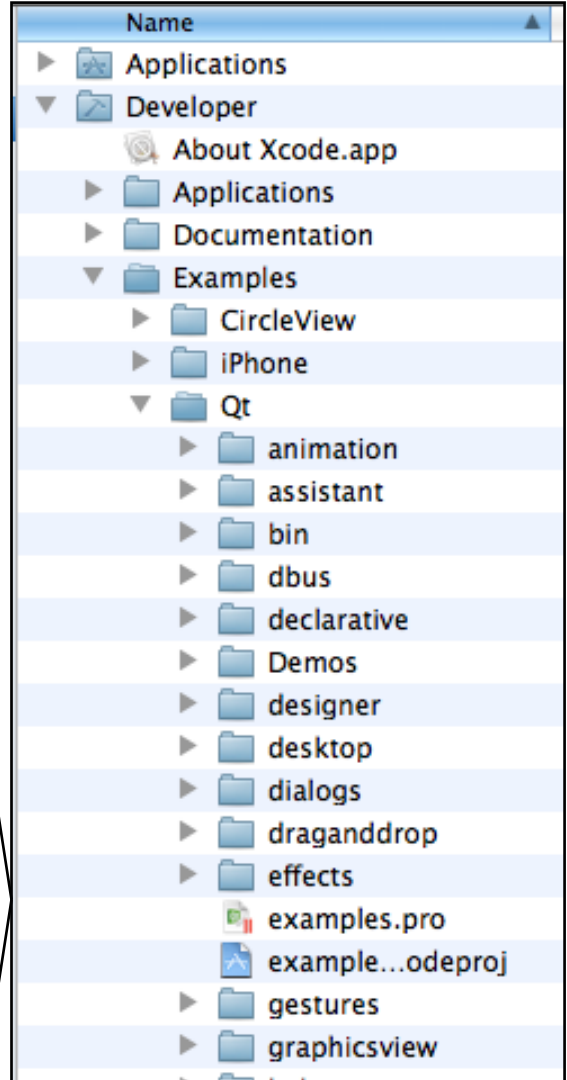 Name
Applications
Developer
About Xcode.app
Applications
Documentation
Examples
CircleView
iPhone
Qt
animation
assistant
bin
dbus
declarative
Demos
designer
desktop
dialogs
draganddrop
effects
examples.pro
example...odeproj
gestures
graphicsview